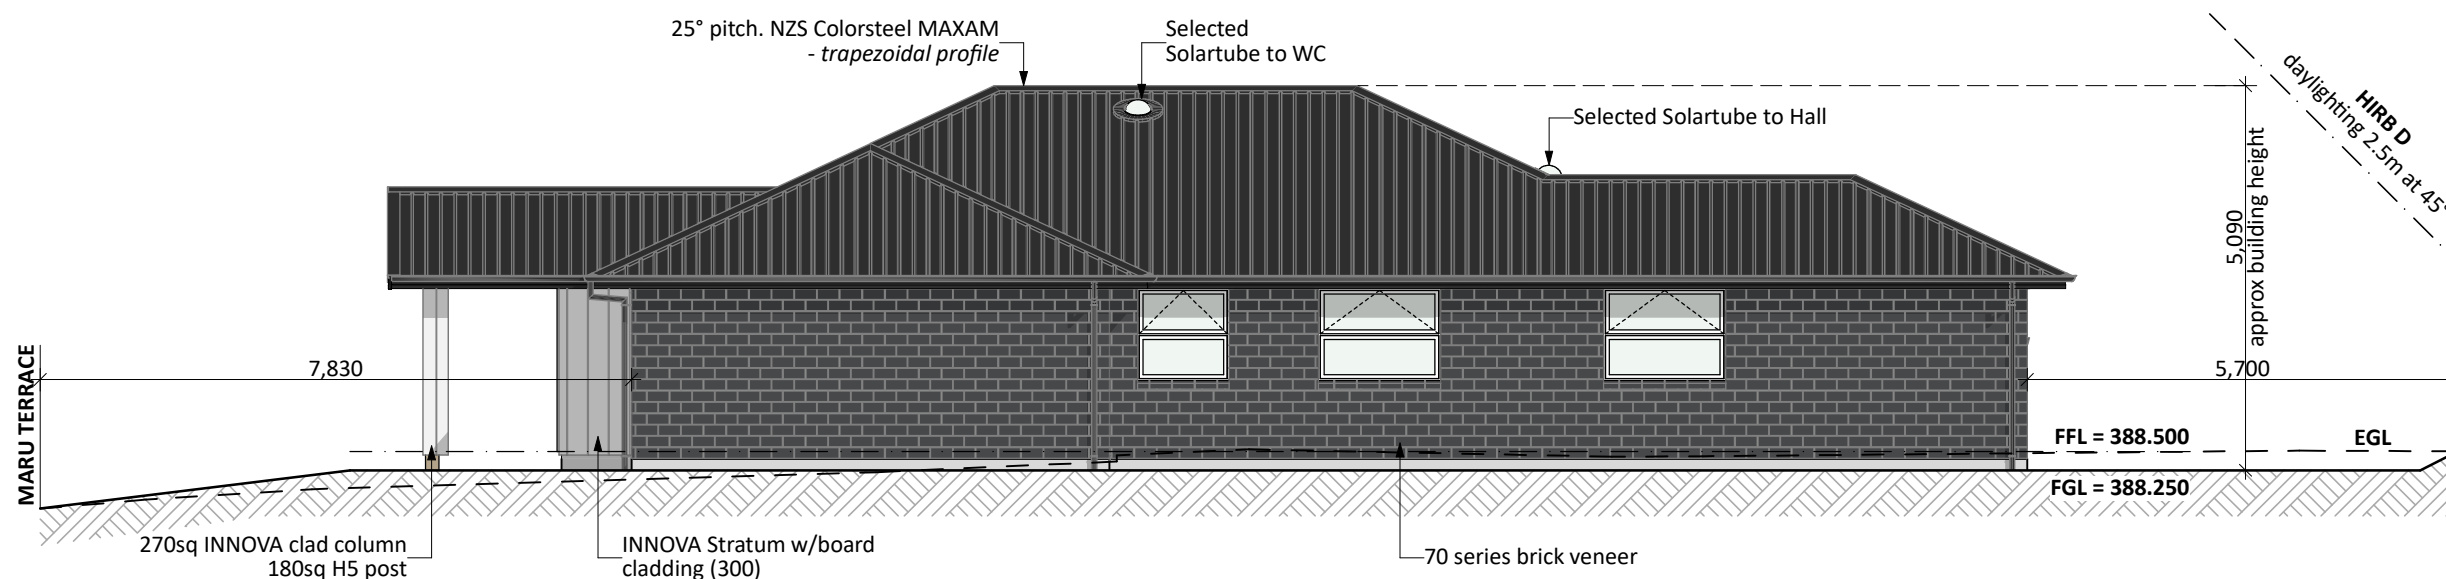 25° pitch. NZS Colorsteel MAXAM
- trapezoidal profile
Selected
Solartube to WC
Selected Solartube to Hall
HIRB D
daylighting 2.5m at 45°
5,090
approx building height
MARU TERRACE
7,830
5,700
FFL = 388.500
EGL
FGL = 388.250
270sq INNOVA clad column
180sq H5 post
INNOVA Stratum w/board
cladding (300)
70 series brick veneer